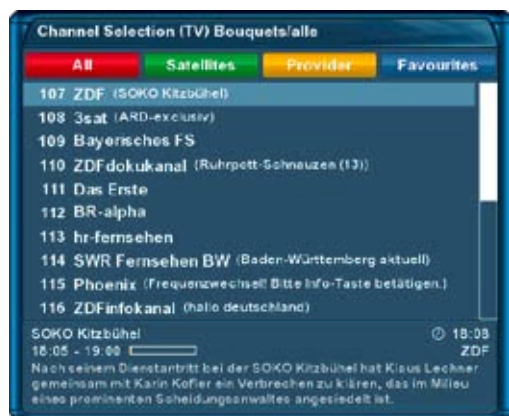 Channel Selection (TV) Bouquets/alle
All Satellites Provider Favourites
107 ZDF (SOKO Kitzbühel)
108 3sat (ARD-exclusiv)
109 Bayerisches FS
110 ZDFdokukanal (Ruhrpott-Schnauzen (13))
111 Das Erste
112 BR-alpha
113 hr-fernsehen
114 SWR Fernsehen BW (Baden-Württemberg aktuell)
115 Phoenix (Frequenzwechsel! Bitte Info-Taste betätigen.)
116 ZDFinfokanal (hallo deutschland)
SOKO Kitzbühel 18:08
18:05 - 19:00 ZDF
Nach seinem Dienstantritt bei der SOKO Kitzbühel hat Klaus Lechner
gemeinsam mit Karin Kofler ein Verbrechen zu klären, das im Milieu
eines prominenten Scheidungsanwaltes angesiedelt ist.